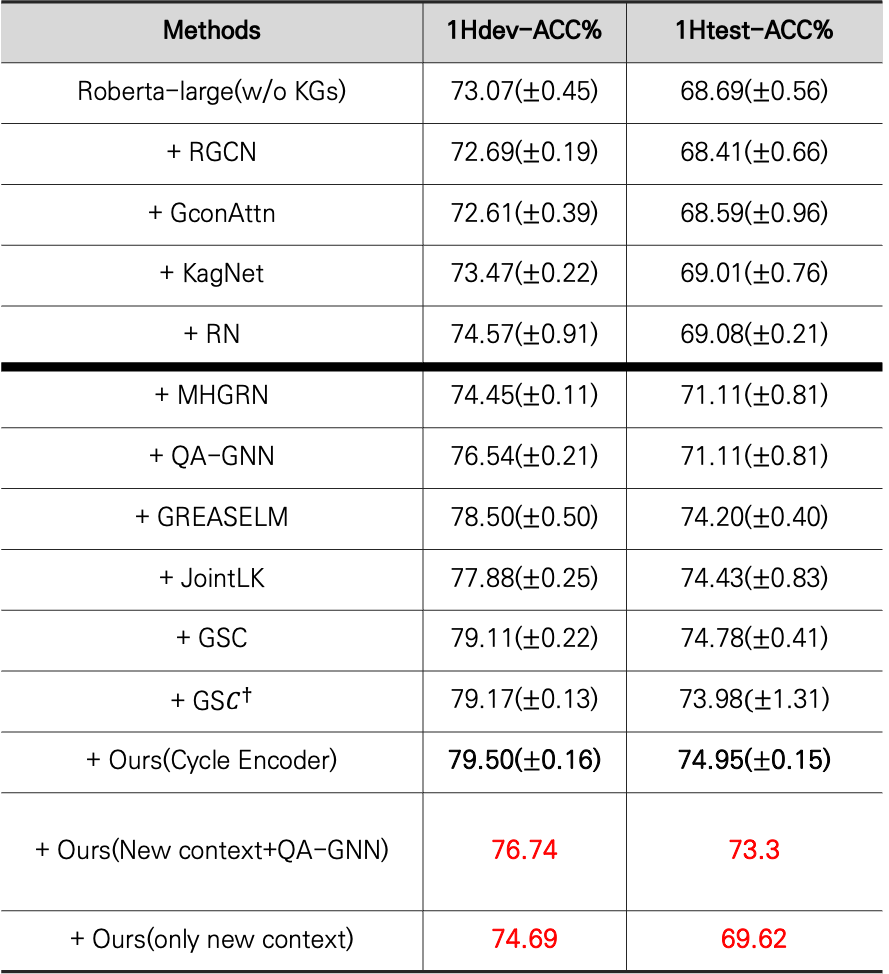 Methods 1Hdev-ACC% 1Htest-ACC%
Roberta-large(w/o KGs) 73.07(±0.45) 68.69(±0.56)
+ RGCN 72.69(±0.19) 68.41(±0.66)
+ GconAttn 72.61(±0.39) 68.59(±0.96)
+ KagNet 73.47(±0.22) 69.01(±0.76)
+ RN 74.57(±0.91) 69.08(±0.21)
+ MHGRN 74.45(±0.11) 71.11(±0.81)
+ QA-GNN 76.54(±0.21) 71.11(±0.81)
+ GREASELM 78.50(±0.50) 74.20(±0.40)
+ JointLK 77.88(±0.25) 74.43(±0.83)
+ GSC 79.11(±0.22) 74.78(±0.41)
+ GSC† 79.17(±0.13) 73.98(±1.31)
+ Ours(Cycle Encoder) 79.50(±0.16) 74.95(±0.15)
+ Ours(New context+QA-GNN) 76.74 73.3
+ Ours(only new context) 74.69 69.62